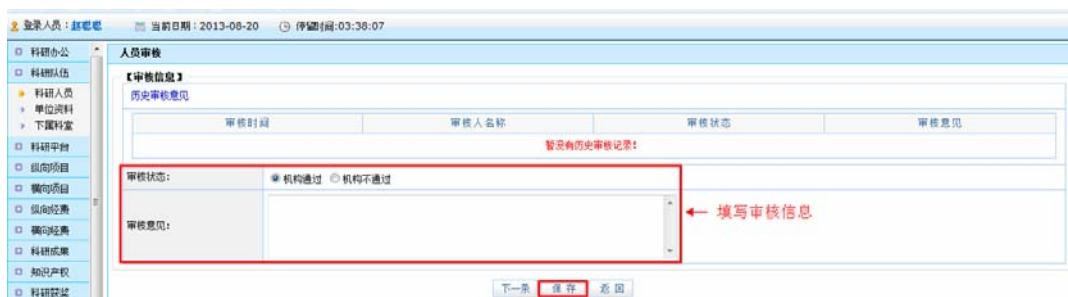 登录人员：赵聪聪 当前日期：2013-08-20 停留时间:03:38:07
科研办公
科研队伍
科研人员
单位资料
下属科室
科研平台
纵向项目
横向项目
纵向经费
横向经费
科研成果
知识产权
科研获奖
人员审核
【审核信息】
历史审核意见
审核时间 审核人名称 审核状态 审核意见
暂没有历史审核记录!
审核状态: 机构通过 机构不通过
审核意见:
← 填写审核信息
下一条 保存 返回